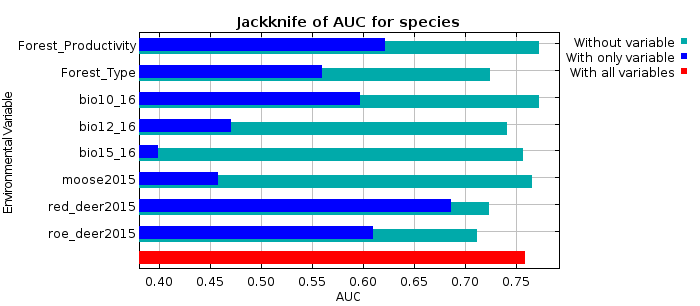 Jackknife of AUC for species
Environmental Variable
Forest_Productivity
Forest_Type
bio10_16
bio12_16
bio15_16
moose2015
red_deer2015
roe_deer2015
0.40 0.45 0.50 0.55 0.60 0.65 0.70 0.75
AUC
Without variable
With only variable
With all variables